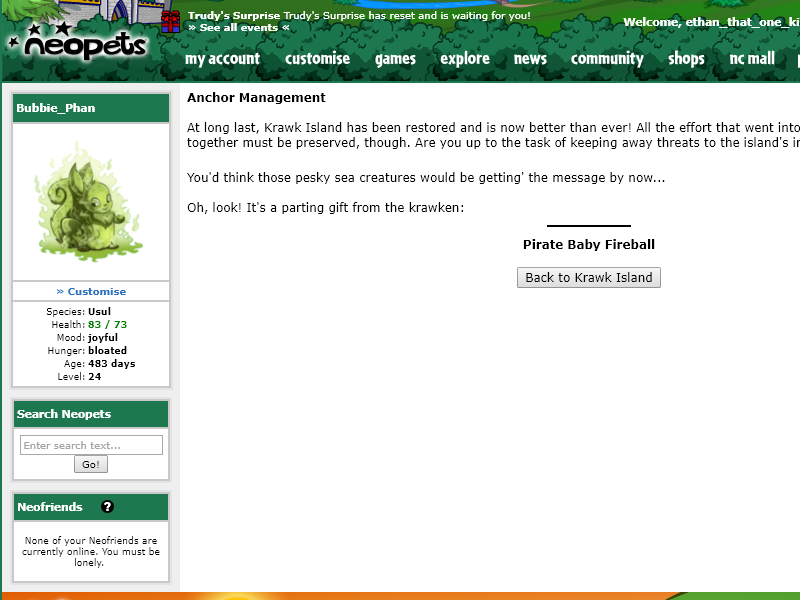 Trudy's Surprise Trudy's Surprise has reset and is waiting for you!
» See all events «
Welcome, ethan_that_one_ki
neopets
my account customise games explore news community shops nc mall
Bubbie_Phan
» Customise
Species: Usul
Health: 83 / 73
Mood: joyful
Hunger: bloated
Age: 483 days
Level: 24
Search Neopets
Enter search text...
Go!
Neofriends ?
None of your Neofriends are
currently online. You must be
lonely.
Anchor Management
At long last, Krawk Island has been restored and is now better than ever! All the effort that went into
together must be preserved, though. Are you up to the task of keeping away threats to the island's in
You'd think those pesky sea creatures would be getting' the message by now...
Oh, look! It's a parting gift from the krawken:
Pirate Baby Fireball
Back to Krawk Island